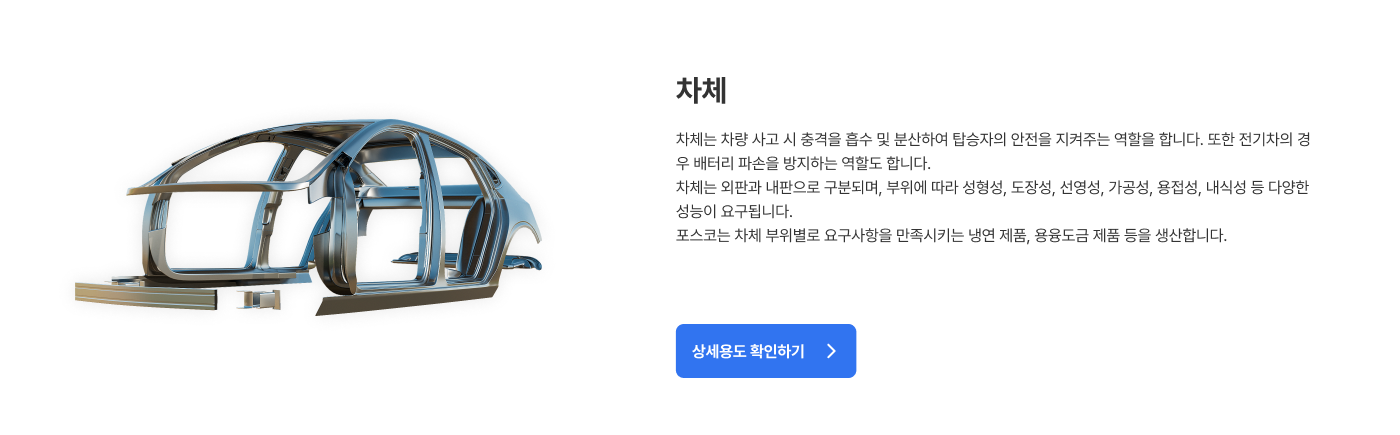 차체
차체는 차량 사고 시 충격을 흡수 및 분산하여 탑승자의 안전을 지켜주는 역할을 합니다. 또한 전기차의 경
우 배터리 파손을 방지하는 역할도 합니다.
차체는 외판과 내판으로 구분되며, 부위에 따라 성형성, 도장성, 선영성, 가공성, 용접성, 내식성 등 다양한
성능이 요구됩니다.
포스코는 차체 부위별로 요구사항을 만족시키는 냉연 제품, 용융도금 제품 등을 생산합니다.
상세용도 확인하기